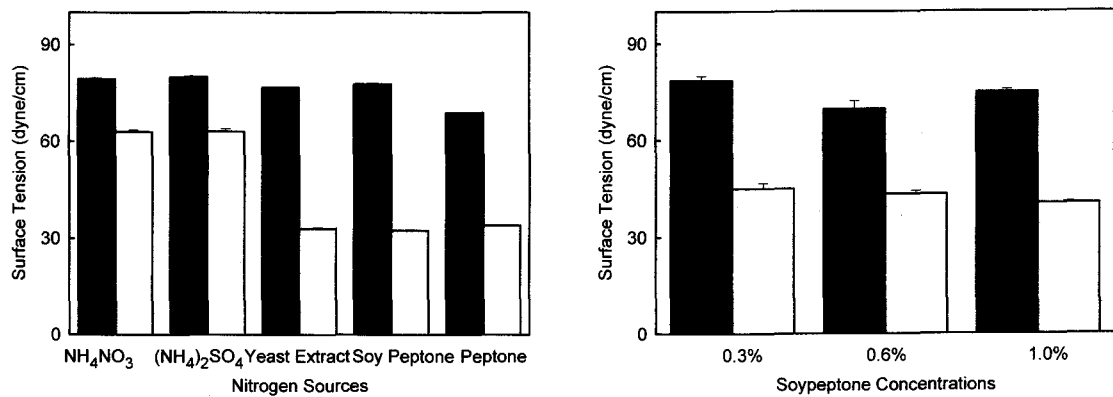 90
60
30
0
Surface Tension (dyne/cm)
NH₄NO₃ (NH₄)₂SO₄ Yeast Extract Soy Peptone Peptone
Nitrogen Sources
90
60
30
0
Surface Tension (dyne/cm)
0.3% 0.6% 1.0%
Soypeptone Concentrations